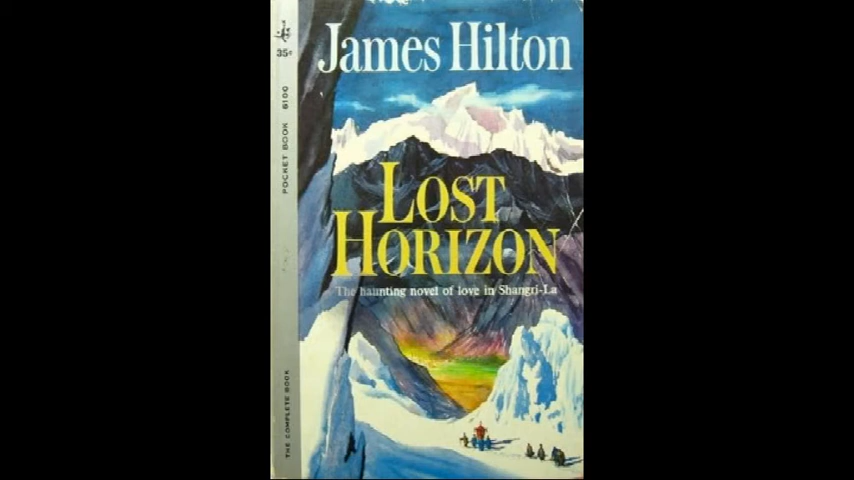 35¢
POCKET BOOK 6100
THE COMPLETE BOOK
James Hilton
LOST
HORIZON
The haunting novel of love in Shangri-La